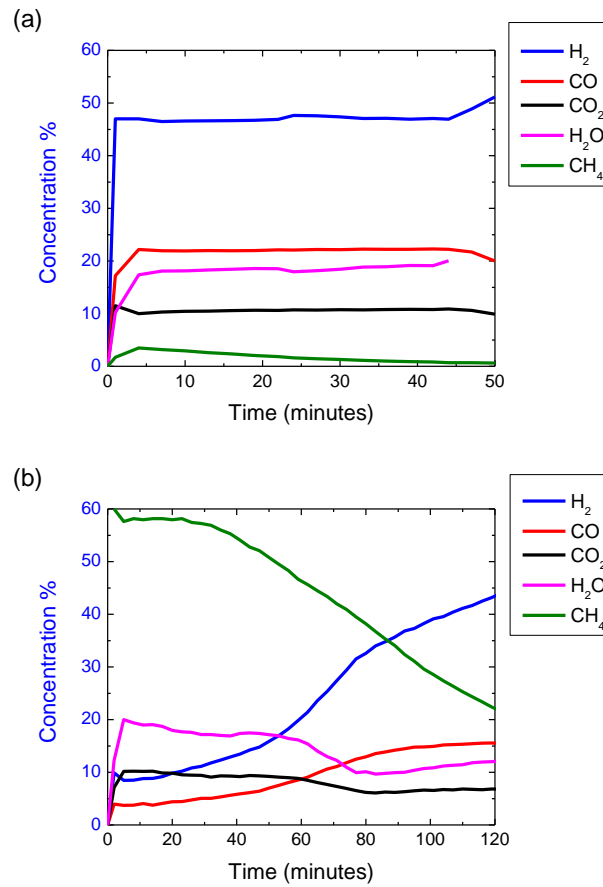 (a)
60
50
40
30
20
10
0
Concentration %
0 10 20 30 40 50
Time (minutes)
H₂
CO
CO₂
H₂O
CH₄
(b)
60
50
40
30
20
10
0
Concentration %
0 20 40 60 80 100 120
Time (minutes)
H₂
CO
CO₂
H₂O
CH₄